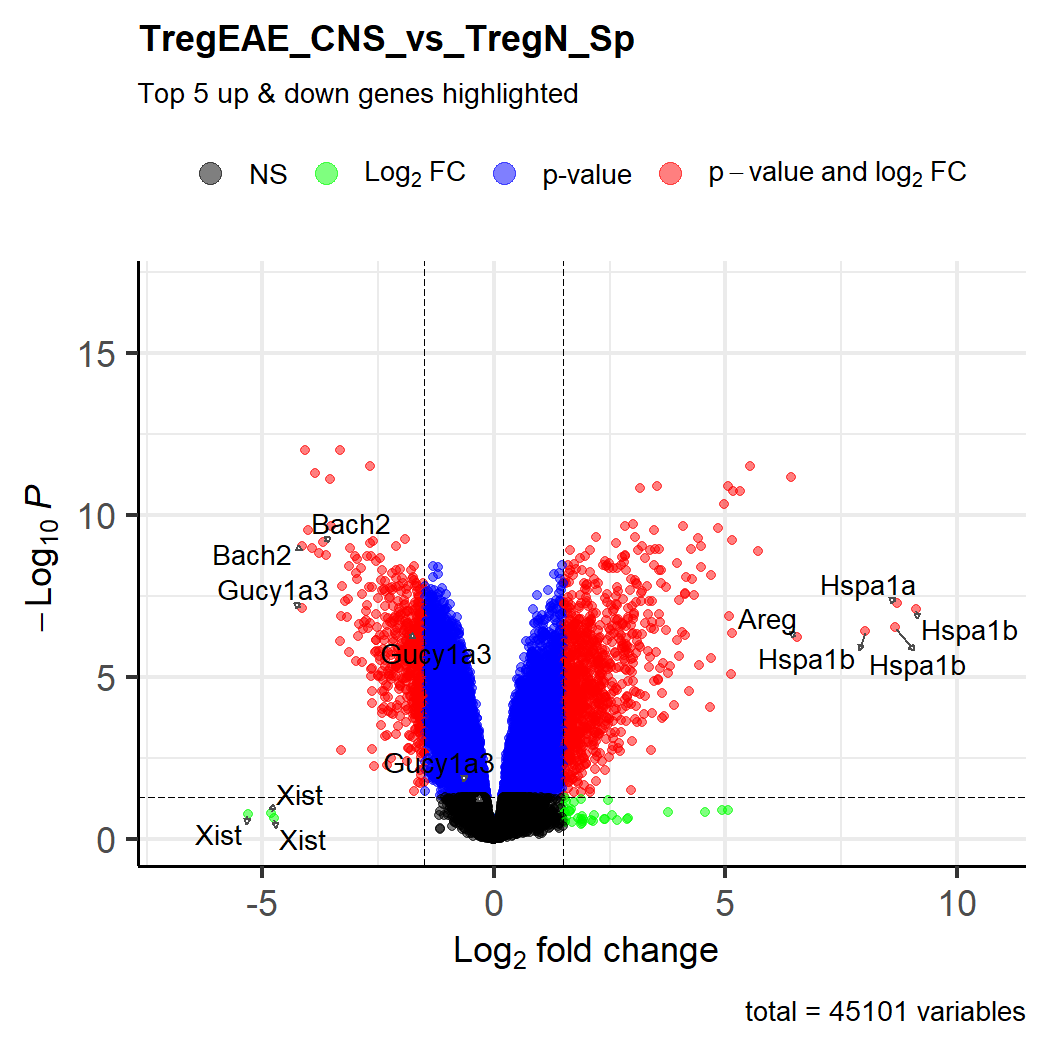 TregEAE_CNS_vs_TregN_Sp
Top 5 up & down genes highlighted
NS Log₂ FC p-value p−value and log₂ FC
−Log₁₀ P
15
10
5
0
Bach2
Bach2
Gucy1a3
Gucy1a3
Gucy1a3
Xist
Xist
Xist
Hspa1a
Areg
Hspa1b
Hspa1b
Hspa1b
-5 0 5 10
Log₂ fold change
total = 45101 variables